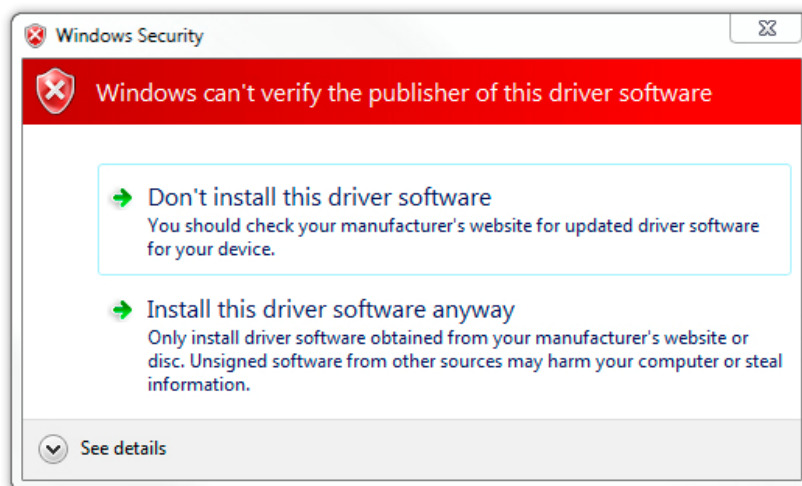 Windows Security
Windows can't verify the publisher of this driver software
Don't install this driver software
You should check your manufacturer's website for updated driver software
for your device.
Install this driver software anyway
Only install driver software obtained from your manufacturer's website or
disc. Unsigned software from other sources may harm your computer or steal
information.
See details